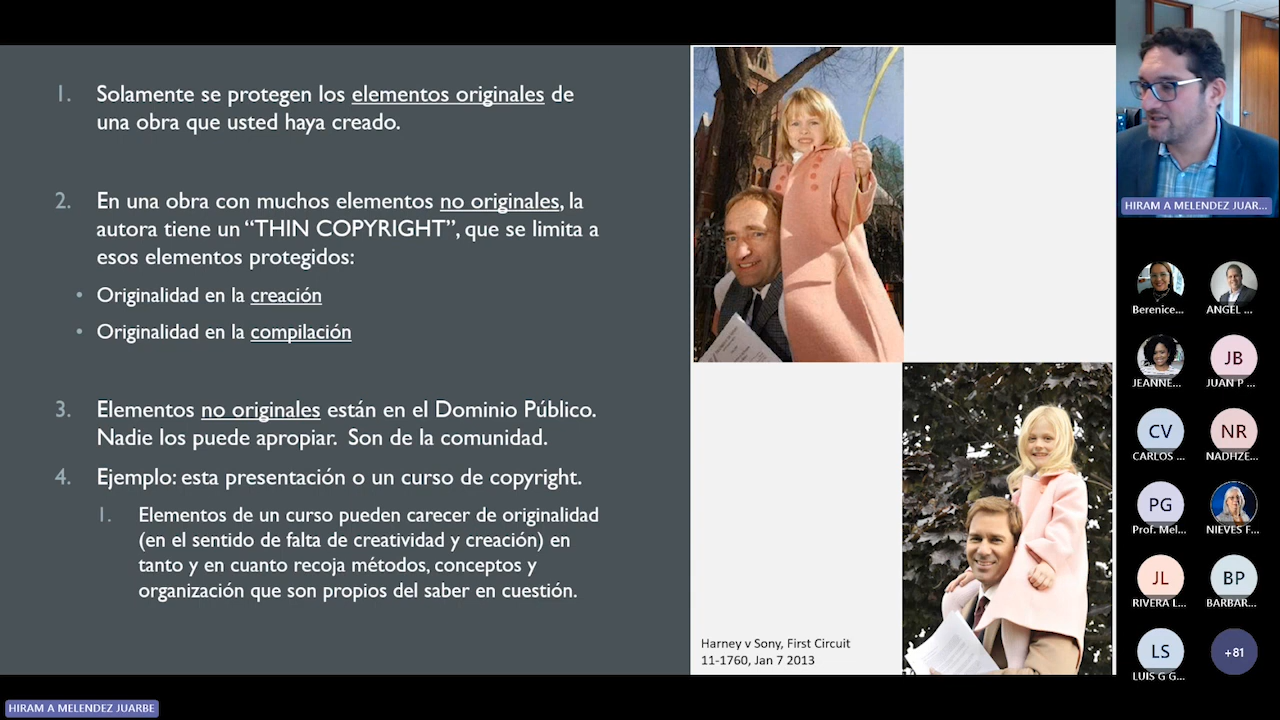 1. Solamente se protegen los elementos originales de
una obra que usted haya creado.
2. En una obra con muchos elementos no originales, la
autora tiene un “THIN COPYRIGHT”, que se limita a
esos elementos protegidos:
• Originalidad en la creación
• Originalidad en la compilación
3. Elementos no originales están en el Dominio Público.
Nadie los puede apropiar. Son de la comunidad.
4. Ejemplo: esta presentación o un curso de copyright.
1. Elementos de un curso pueden carecer de originalidad
(en el sentido de falta de creatividad y creación) en
tanto y en cuanto recoja métodos, conceptos y
organización que son propios del saber en cuestión.
Harney v Sony, First Circuit
11-1760, Jan 7 2013
HIRAM A MELENDEZ JUAR...
Berenice...
ANGEL ...
JEANNE...
JB
JUAN P ...
CV
CARLOS ...
NR
NADHZE...
PG
Prof. Mel...
NIEVES F...
JL
RIVERA L...
BP
BARBAR...
LS
LUIS G G...
+81
HIRAM A MELENDEZ JUARBE